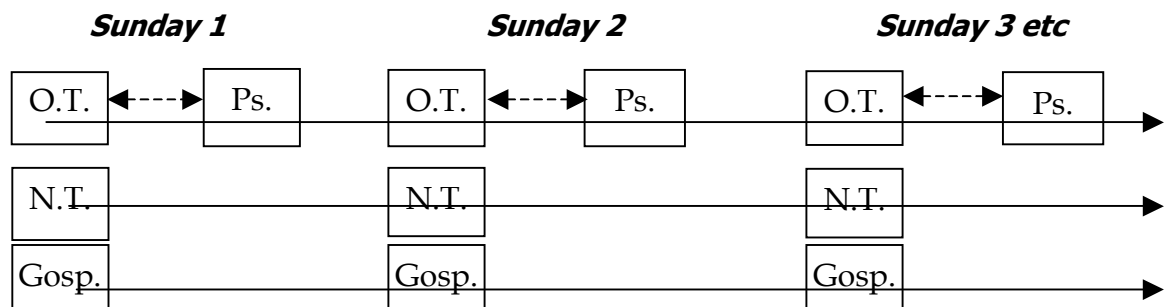 Sunday 1 Sunday 2 Sunday 3 etc
O.T. Ps. O.T. Ps. O.T. Ps.
N.T. N.T. N.T.
Gosp. Gosp. Gosp.